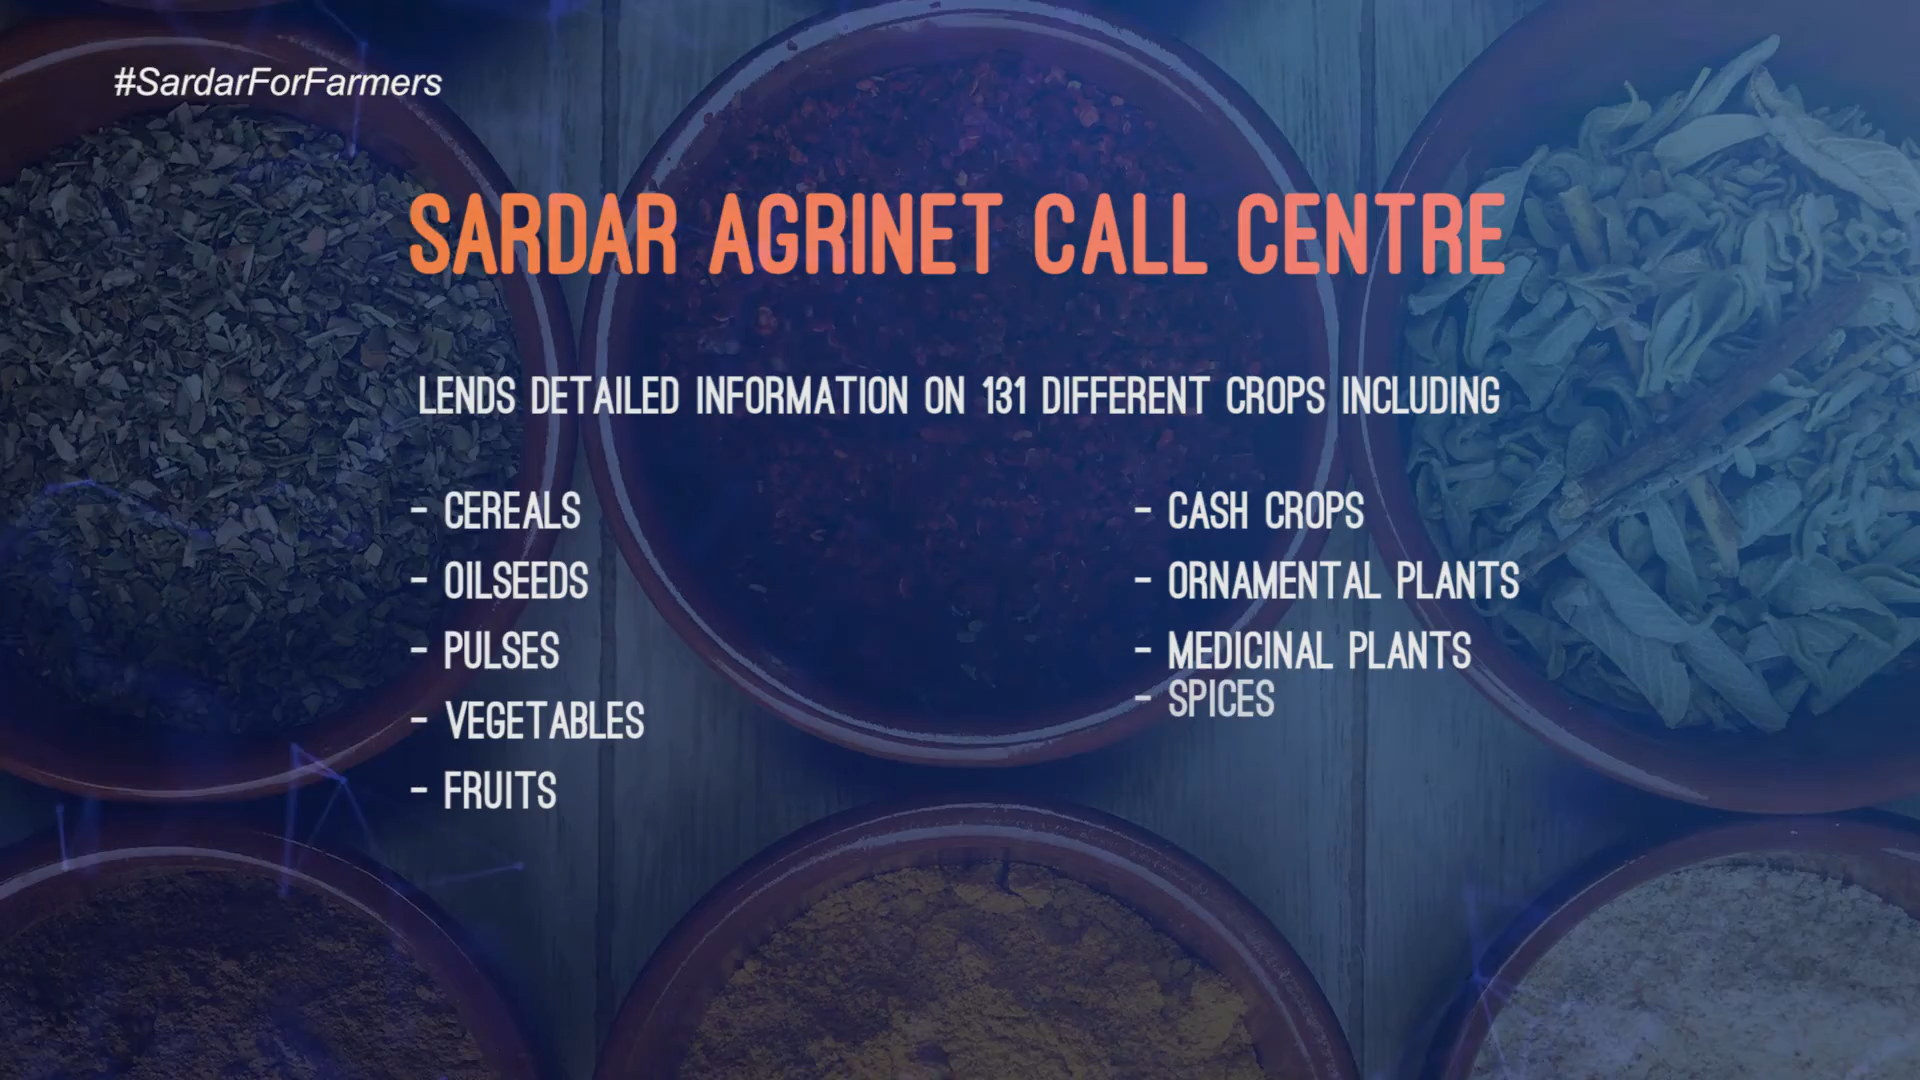 #SardarForFarmers
SARDAR AGRINET CALL CENTRE
LENDS DETAILED INFORMATION ON 131 DIFFERENT CROPS INCLUDING
- CEREALS
- OILSEEDS
- PULSES
- VEGETABLES
- FRUITS
- CASH CROPS
- ORNAMENTAL PLANTS
- MEDICINAL PLANTS
- SPICES